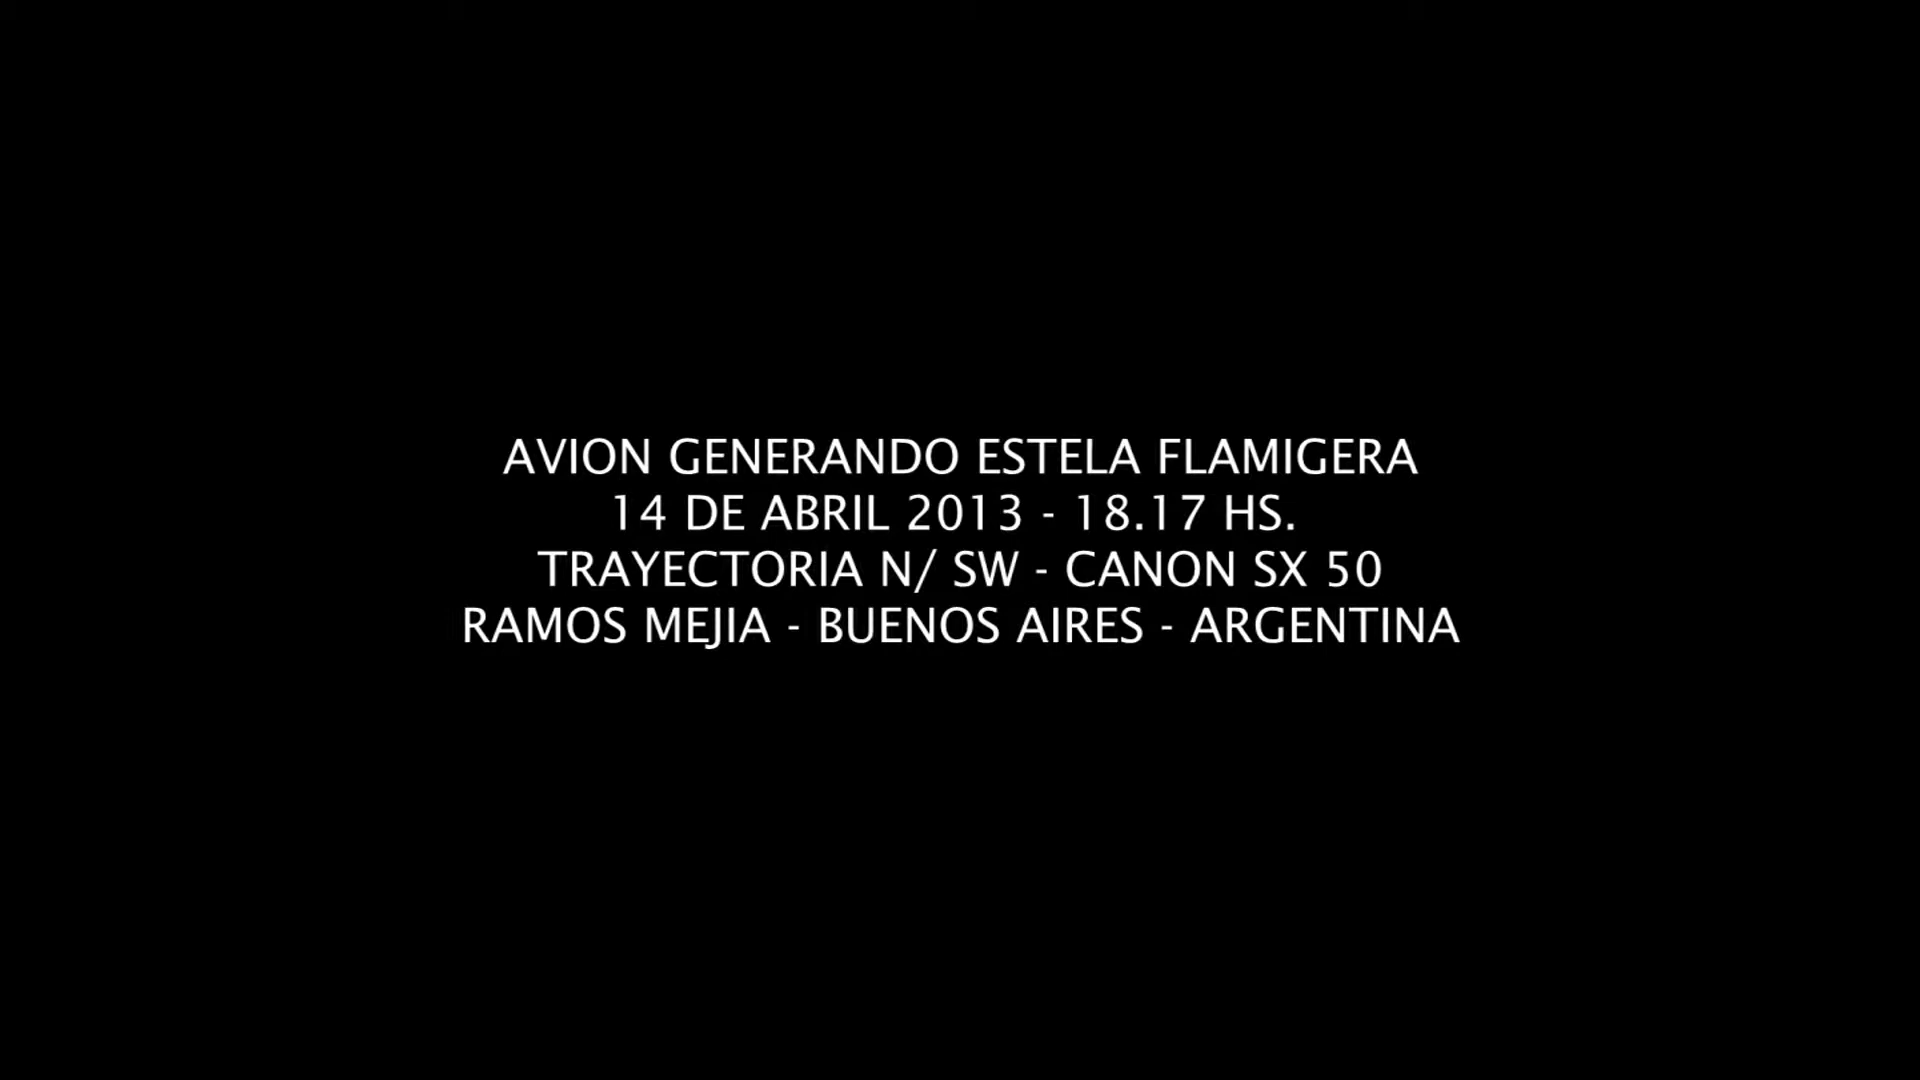 AVION GENERANDO ESTELA FLAMIGERA
14 DE ABRIL 2013 - 18.17 HS.
TRAYECTORIA N/ SW - CANON SX 50
RAMOS MEJIA - BUENOS AIRES - ARGENTINA